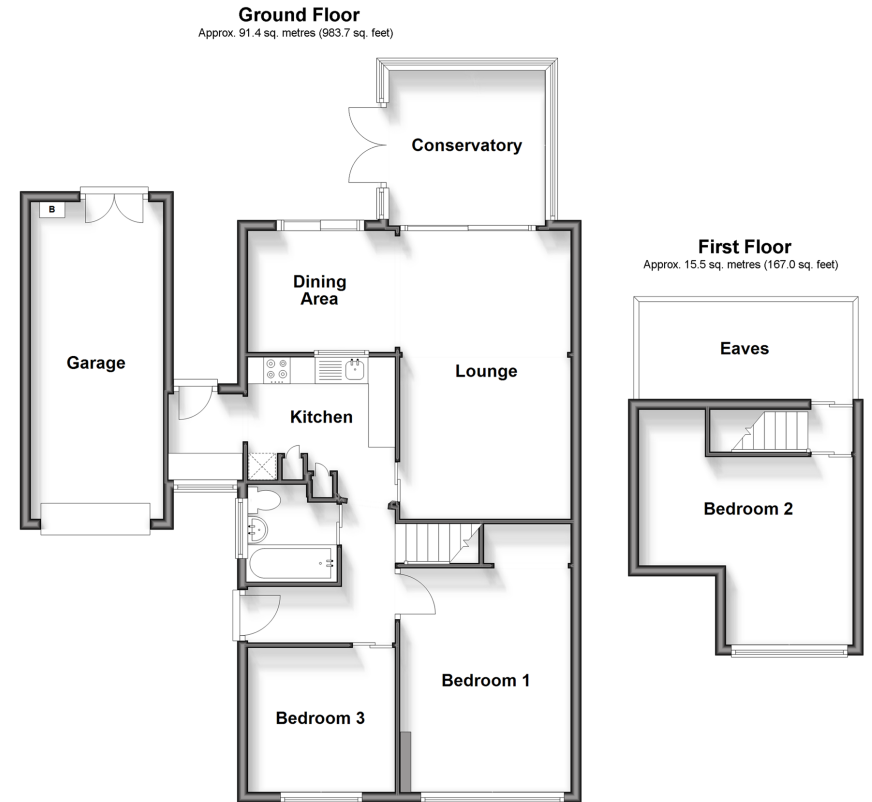 Ground Floor
Approx. 91.4 sq. metres (983.7 sq. feet)
Conservatory
B
Dining
Area
Garage
Lounge
Kitchen
Bedroom 1
Bedroom 3
First Floor
Approx. 15.5 sq. metres (167.0 sq. feet)
Eaves
Bedroom 2